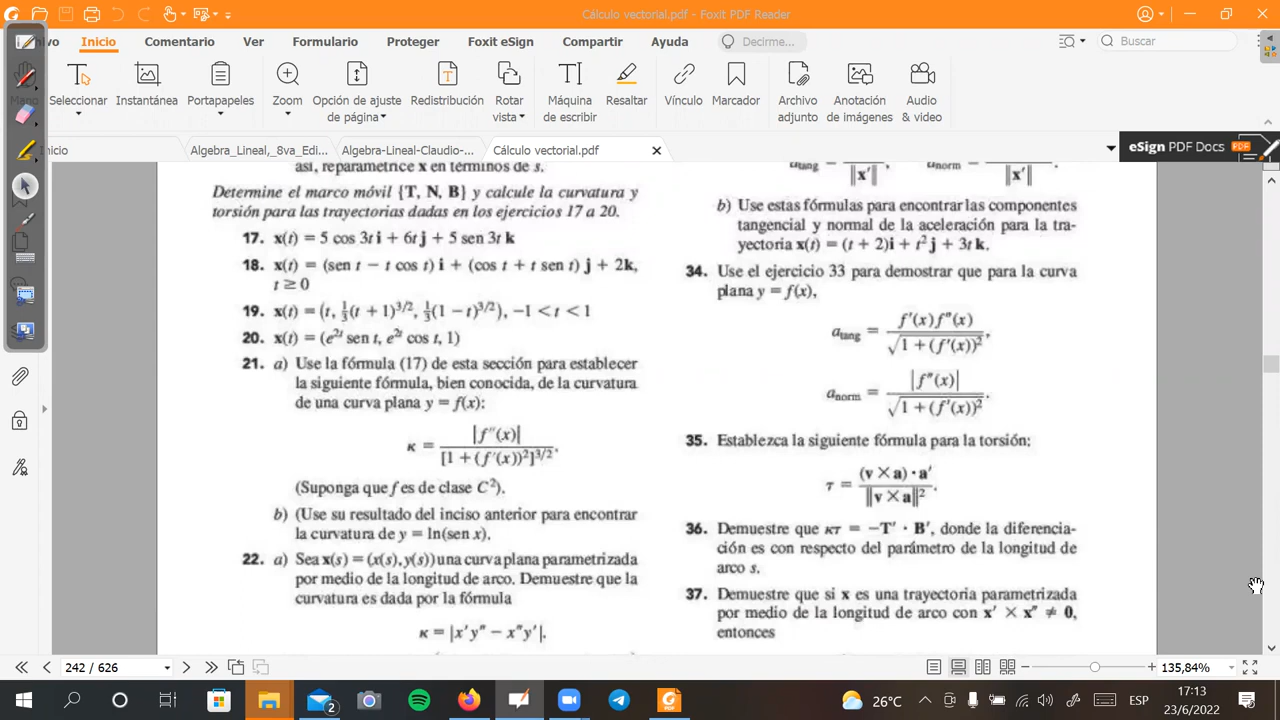 Cálculo vectorial.pdf - Foxit PDF Reader
Inicio
Comentario
Ver
Formulario
Proteger
Foxit eSign
Compartir
Ayuda
Decirme...
Buscar
Mano
Seleccionar
Instantánea
Portapapeles
Zoom
Opción de ajuste
de página
Redistribución
Rotar
vista
Máquina
de escribir
Resaltar
Vínculo
Marcador
Archivo
adjunto
Anotación
de imágenes
Audio
& video
Inicio
Algebra_Lineal,_8va_Edi...
Algebra-Lineal-Claudio-...
Cálculo vectorial.pdf
eSign PDF Docs
así, reparametrice x en términos de s.
Determine el marco móvil {T, N, B} y calcule la curvatura y
torsión para las trayectorias dadas en los ejercicios 17 a 20.
17. x(t) = 5 cos 3t i + 6t j + 5 sen 3t k
18. x(t) = (sen t − t cos t) i + (cos t + t sen t) j + 2k,
t ≥ 0
19. x(t) = (t, ⅓(t + 1)^{3/2}, ⅓(1 − t)^{3/2}), −1 < t < 1
20. x(t) = (e^{2t} sen t, e^{2t} cos t, 1)
21. a) Use la fórmula (17) de esta sección para establecer
la siguiente fórmula, bien conocida, de la curvatura
de una curva plana y = f(x):
κ = |f″(x)| / [1 + (f′(x))²]^{3/2}.
(Suponga que f es de clase C²).
b) (Use su resultado del inciso anterior para encontrar
la curvatura de y = ln(sen x).
22. a) Sea x(s) = (x(s), y(s)) una curva plana parametrizada
por medio de la longitud de arco. Demuestre que la
curvatura es dada por la fórmula
κ = |x′y″ − x″y′|.
a_tang = ‖x′‖ a_norm = ‖x′‖
b) Use estas fórmulas para encontrar las componentes
tangencial y normal de la aceleración para la tra-
yectoria x(t) = (t + 2)i + t² j + 3t k.
34. Use el ejercicio 33 para demostrar que para la curva
plana y = f(x),
a_tang = f′(x)f″(x) / √(1 + (f′(x))²),
a_norm = |f″(x)| / √(1 + (f′(x))²).
35. Establezca la siguiente fórmula para la torsión:
τ = (v × a) · a′ / ‖v × a‖².
36. Demuestre que κτ = −T′ · B′, donde la diferencia-
ción es con respecto del parámetro de la longitud de
arco s.
37. Demuestre que si x es una trayectoria parametrizada
por medio de la longitud de arco con x′ × x″ ≠ 0,
entonces
242 / 626
135,84%
2
26°C
ESP
17:13
23/6/2022